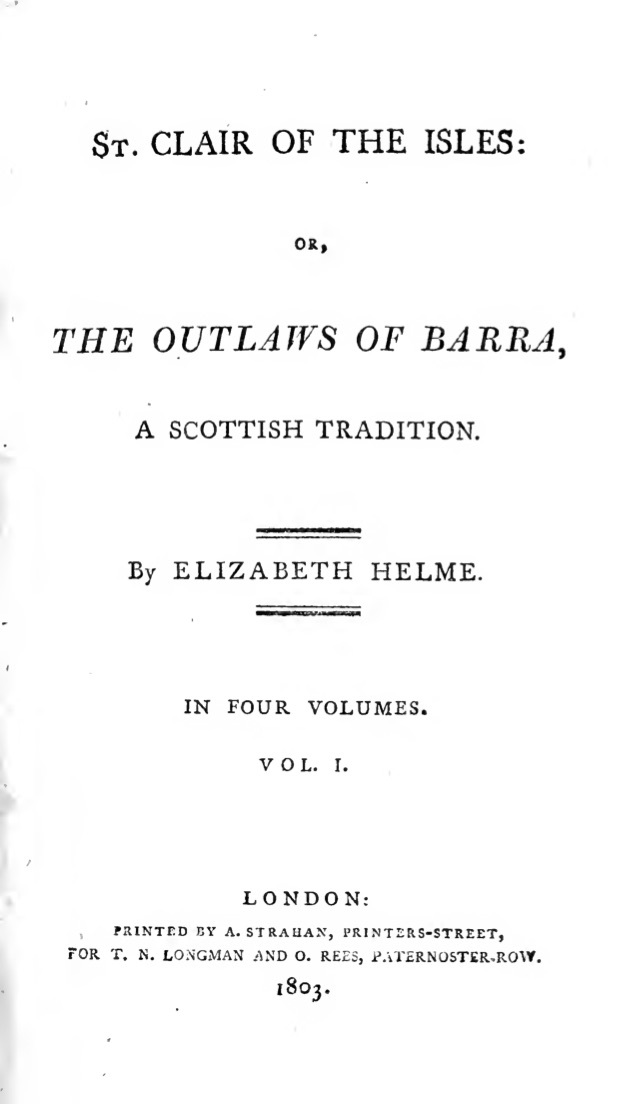 ST. CLAIR OF THE ISLES:
OR,
THE OUTLAWS OF BARRA,
A SCOTTISH TRADITION.
By ELIZABETH HELME.
IN FOUR VOLUMES.
VOL. I.
LONDON:
PRINTED BY A. STRAHAN, PRINTERS-STREET,
FOR T. N. LONGMAN AND O. REES, PATERNOSTER-ROW.
1803.